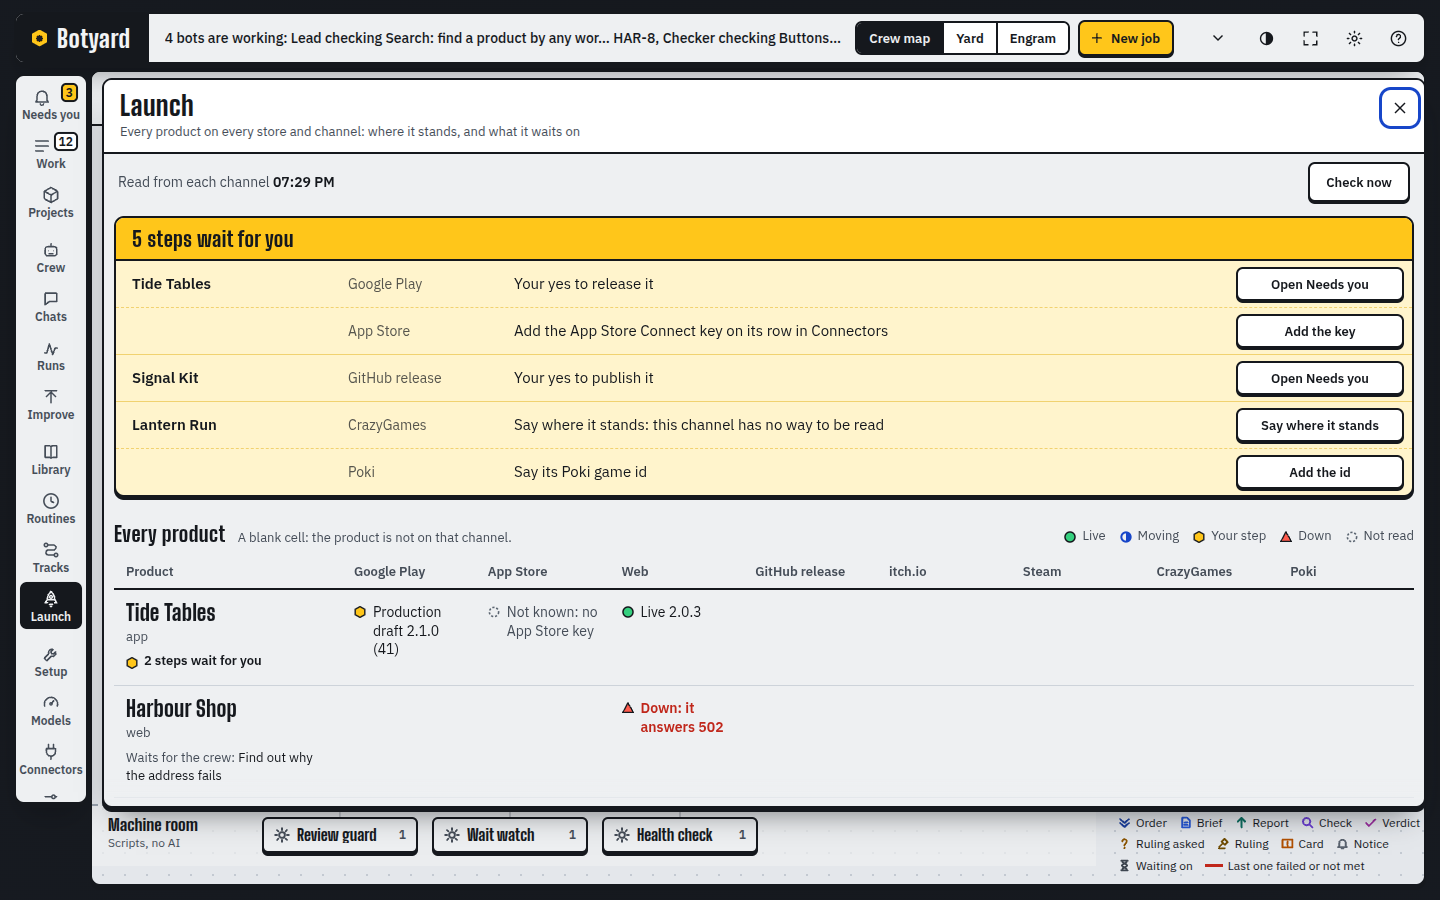 Botyard
4 bots are working: Lead checking Search: find a product by any wor... HAR-8, Checker checking Buttons...
Crew map
Yard
Engram
+ New job
Needs you
3
Work
12
Projects
Crew
Chats
Runs
Improve
Library
Routines
Tracks
Launch
Setup
Models
Connectors
Launch
Every product on every store and channel: where it stands, and what it waits on
Read from each channel 07:29 PM
Check now
5 steps wait for you
Tide Tables
Google Play
Your yes to release it
Open Needs you
App Store
Add the App Store Connect key on its row in Connectors
Add the key
Signal Kit
GitHub release
Your yes to publish it
Open Needs you
Lantern Run
CrazyGames
Say where it stands: this channel has no way to be read
Say where it stands
Poki
Say its Poki game id
Add the id
Every product
A blank cell: the product is not on that channel.
Live
Moving
Your step
Down
Not read
Product
Google Play
App Store
Web
GitHub release
itch.io
Steam
CrazyGames
Poki
Tide Tables
app
2 steps wait for you
Production
draft 2.1.0
(41)
Not known: no
App Store key
Live 2.0.3
Harbour Shop
web
Waits for the crew: Find out why
the address fails
Down: it
answers 502
Machine room
Scripts, no AI
Review guard 1
Wait watch 1
Health check 1
Order
Brief
Report
Check
Verdict
Ruling asked
Ruling
Card
Notice
Waiting on
Last one failed or not met